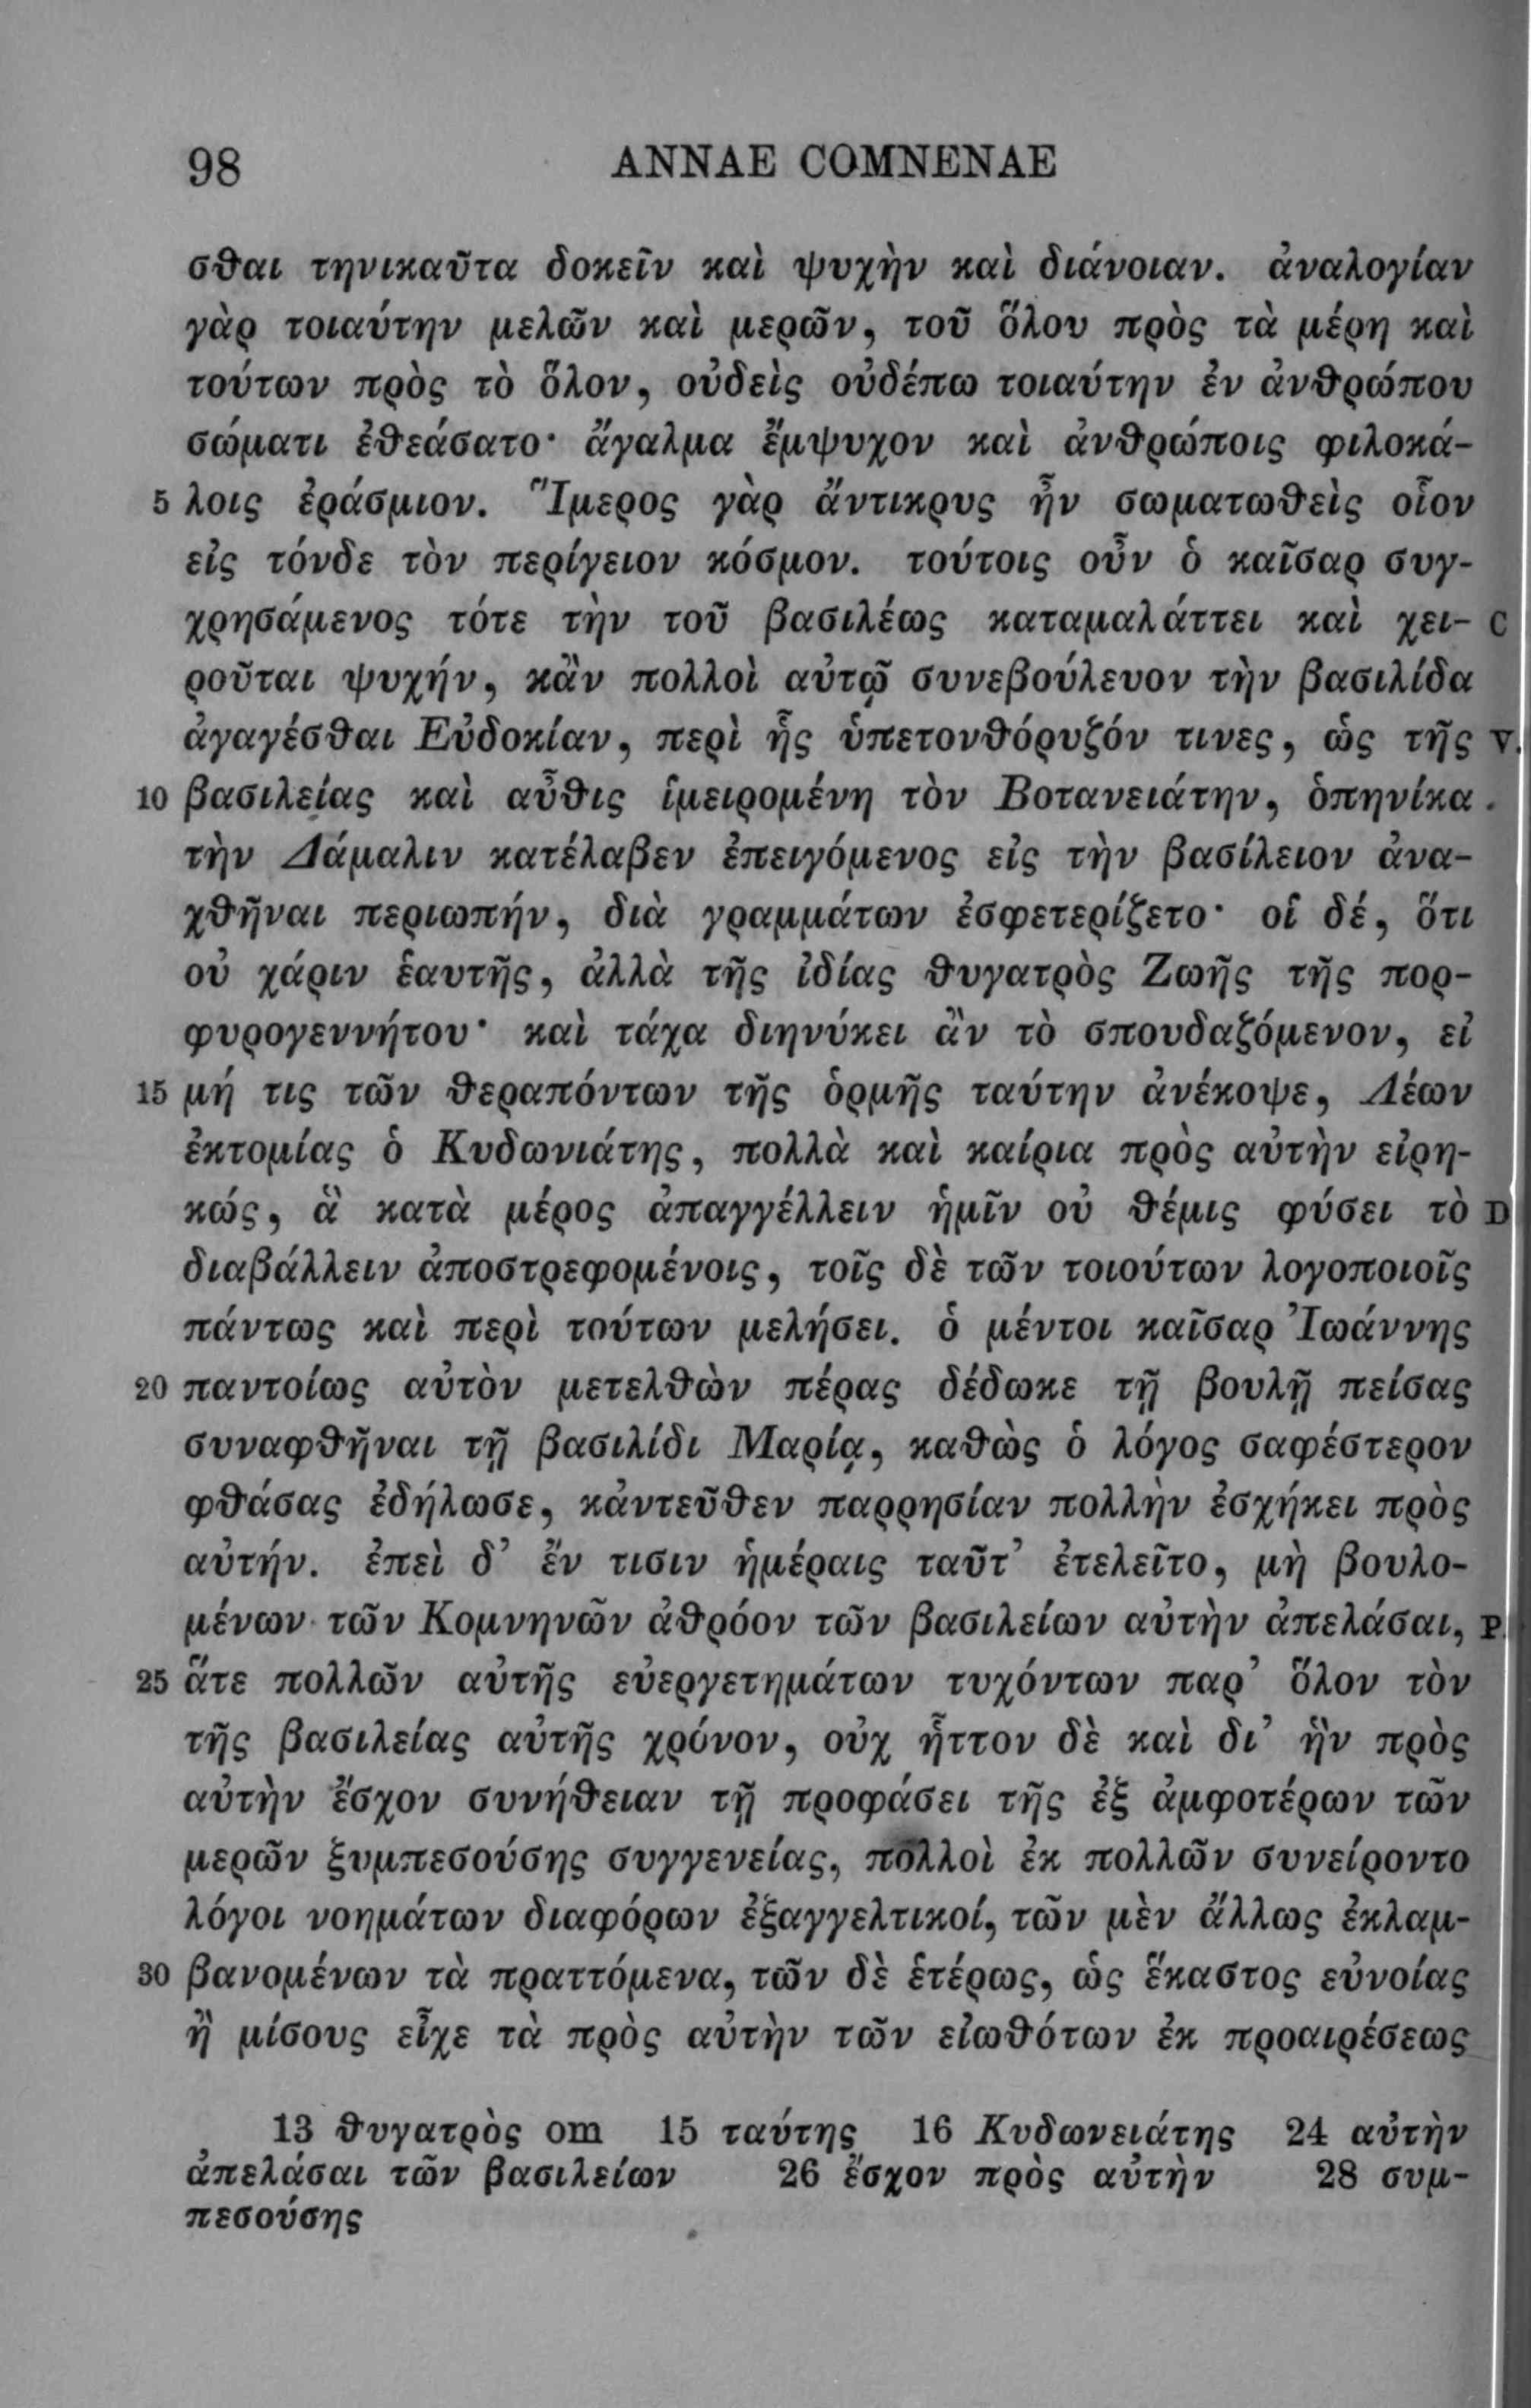 98 ANNAE COMNENAE
σθαι τηνικαῦτα δοκεῖν καὶ ψυχὴν καὶ διάνοιαν. ἀναλογίαν
γὰρ τοιαύτην μελῶν καὶ μερῶν, τοῦ ὅλου πρὸς τὰ μέρη καὶ
τούτων πρὸς τὸ ὅλον, οὐδεὶς οὐδέπω τοιαύτην ἐν ἀνθρώπου
σώματι ἐθεάσατο· ἄγαλμα ἔμψυχον καὶ ἀνθρώποις φιλοκά-
5 λοις ἐράσμιον. Ἵμερος γὰρ ἄντικρυς ἦν σωματωθεὶς οἷον
εἰς τόνδε τὸν περίγειον κόσμον. τούτοις οὖν ὁ καῖσαρ συγ-
χρησάμενος τότε τὴν τοῦ βασιλέως καταμαλάττει καὶ χει- C
ροῦται ψυχήν, κἂν πολλοὶ αὐτῷ συνεβούλευον τὴν βασιλίδα
ἀγαγέσθαι Εὐδοκίαν, περὶ ἧς ὑπετονθόρυζόν τινες, ὡς τῆς V.
10 βασιλείας καὶ αὖθις ἱμειρομένη τὸν Βοτανειάτην, ὁπηνίκα
τὴν Δάμαλιν κατέλαβεν ἐπειγόμενος εἰς τὴν βασίλειον ἀνα-
χθῆναι περιωπήν, διὰ γραμμάτων ἐσφετερίζετο· οἱ δέ, ὅτι
οὐ χάριν ἑαυτῆς, ἀλλὰ τῆς ἰδίας θυγατρὸς Ζωῆς τῆς πορ-
φυρογεννήτου· καὶ τάχα διηνύκει ἂν τὸ σπουδαζόμενον, εἰ
15 μή τις τῶν θεραπόντων τῆς ὁρμῆς ταύτην ἀνέκοψε, Λέων
ἐκτομίας ὁ Κυδωνιάτης, πολλὰ καὶ καίρια πρὸς αὐτὴν εἰρη-
κώς, ἃ κατὰ μέρος ἀπαγγέλλειν ἡμῖν οὐ θέμις φύσει τὸ D
διαβάλλειν ἀποστρεφομένοις, τοῖς δὲ τῶν τοιούτων λογοποιοῖς
πάντως καὶ περὶ τούτων μελήσει. ὁ μέντοι καῖσαρ Ἰωάννης
20 παντοίως αὐτὸν μετελθὼν πέρας δέδωκε τῇ βουλῇ πείσας
συναφθῆναι τῇ βασιλίδι Μαρίᾳ, καθὼς ὁ λόγος σαφέστερον
φθάσας ἐδήλωσε, κἀντεῦθεν παρρησίαν πολλὴν ἐσχήκει πρὸς
αὐτήν. ἐπεὶ δ᾽ ἔν τισιν ἡμέραις ταῦτ᾽ ἐτελεῖτο, μὴ βουλο-
μένων τῶν Κομνηνῶν ἀθρόον τῶν βασιλείων αὐτὴν ἀπελάσαι, P.
25 ἅτε πολλῶν αὐτῆς εὐεργετημάτων τυχόντων παρ᾽ ὅλον τὸν
τῆς βασιλείας αὐτῆς χρόνον, οὐχ ἧττον δὲ καὶ δι᾽ ἣν πρὸς
αὐτὴν ἔσχον συνήθειαν τῇ προφάσει τῆς ἐξ ἀμφοτέρων τῶν
μερῶν ξυμπεσούσης συγγενείας, πολλοὶ ἐκ πολλῶν συνείροντο
λόγοι νοημάτων διαφόρων ἐξαγγελτικοί, τῶν μὲν ἄλλως ἐκλαμ-
30 βανομένων τὰ πραττόμενα, τῶν δὲ ἑτέρως, ὡς ἕκαστος εὐνοίας
ἢ μίσους εἶχε τὰ πρὸς αὐτὴν τῶν εἰωθότων ἐκ προαιρέσεως
13 θυγατρὸς om 15 ταύτης 16 Κυδωνειάτης 24 αὐτὴν
ἀπελάσαι τῶν βασιλείων 26 ἔσχον πρὸς αὐτὴν 28 συμ-
πεσούσης